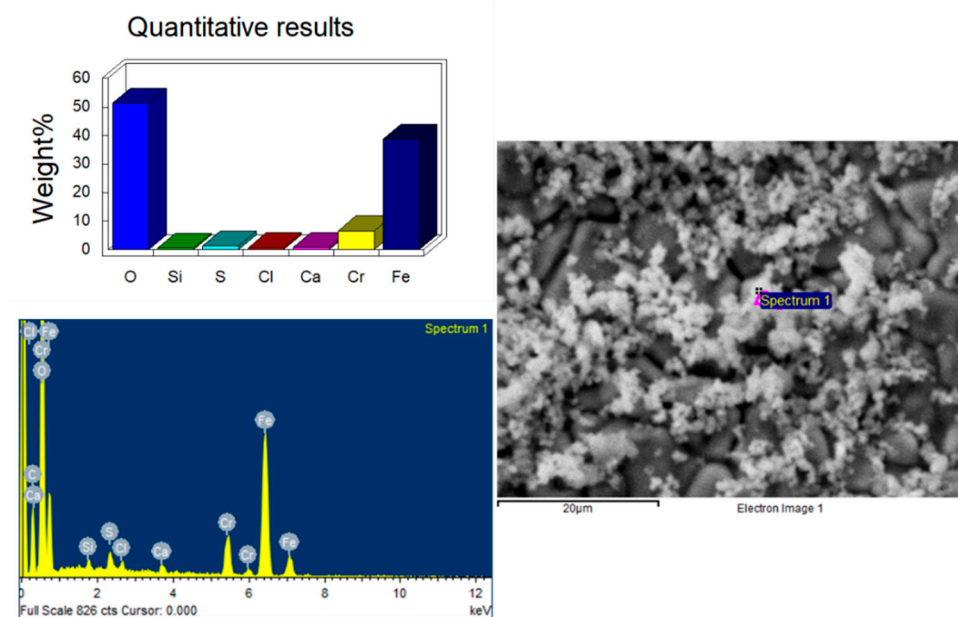 Quantitative results
Weight%
60
50
40
30
20
10
0
O Si S Cl Ca Cr Fe
Spectrum 1
Cl Fe
Cr
O
C
Ca
Si
S
Cl
Ca
Cr
Cr
Fe
Fe
0 2 4 6 8 10 12
Full Scale 826 cts Cursor: 0.000 keV
Spectrum 1
20µm Electron Image 1